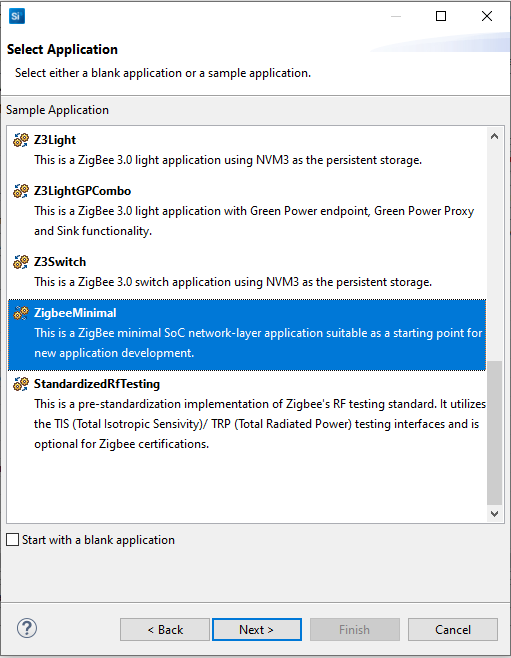 Si
Select Application
Select either a blank application or a sample application.
Sample Application
Z3Light
This is a ZigBee 3.0 light application using NVM3 as the persistent storage.
Z3LightGPCombo
This is a ZigBee 3.0 light application with Green Power endpoint, Green Power Proxy
and Sink functionality.
Z3Switch
This is a ZigBee 3.0 switch application using NVM3 as the persistent storage.
ZigbeeMinimal
This is a ZigBee minimal SoC network-layer application suitable as a starting point for
new application development.
StandardizedRfTesting
This is a pre-standardization implementation of Zigbee's RF testing standard. It utilizes
the TIS (Total Isotropic Sensivity)/ TRP (Total Radiated Power) testing interfaces and is
optional for Zigbee certifications.
Start with a blank application
?
< Back
Next >
Finish
Cancel